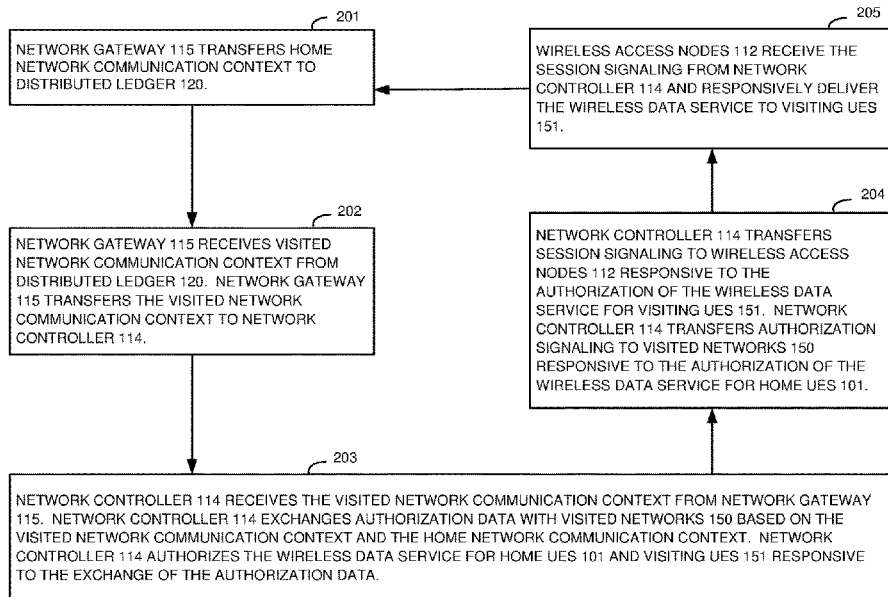 201
NETWORK GATEWAY 115 TRANSFERS HOME
NETWORK COMMUNICATION CONTEXT TO
DISTRIBUTED LEDGER 120.
202
NETWORK GATEWAY 115 RECEIVES VISITED
NETWORK COMMUNICATION CONTEXT FROM
DISTRIBUTED LEDGER 120. NETWORK GATEWAY
115 TRANSFERS THE VISITED NETWORK
COMMUNICATION CONTEXT TO NETWORK
CONTROLLER 114.
203
NETWORK CONTROLLER 114 RECEIVES THE VISITED NETWORK COMMUNICATION CONTEXT FROM NETWORK GATEWAY
115. NETWORK CONTROLLER 114 EXCHANGES AUTHORIZATION DATA WITH VISITED NETWORKS 150 BASED ON THE
VISITED NETWORK COMMUNICATION CONTEXT AND THE HOME NETWORK COMMUNICATION CONTEXT. NETWORK
CONTROLLER 114 AUTHORIZES THE WIRELESS DATA SERVICE FOR HOME UES 101 AND VISITING UES 151 RESPONSIVE
TO THE EXCHANGE OF THE AUTHORIZATION DATA.
204
NETWORK CONTROLLER 114 TRANSFERS
SESSION SIGNALING TO WIRELESS ACCESS
NODES 112 RESPONSIVE TO THE
AUTHORIZATION OF THE WIRELESS DATA
SERVICE FOR VISITING UES 151. NETWORK
CONTROLLER 114 TRANSFERS AUTHORIZATION
SIGNALING TO VISITED NETWORKS 150
RESPONSIVE TO THE AUTHORIZATION OF THE
WIRELESS DATA SERVICE FOR HOME UES 101.
205
WIRELESS ACCESS NODES 112 RECEIVE THE
SESSION SIGNALING FROM NETWORK
CONTROLLER 114 AND RESPONSIVELY DELIVER
THE WIRELESS DATA SERVICE TO VISITING UES
151.